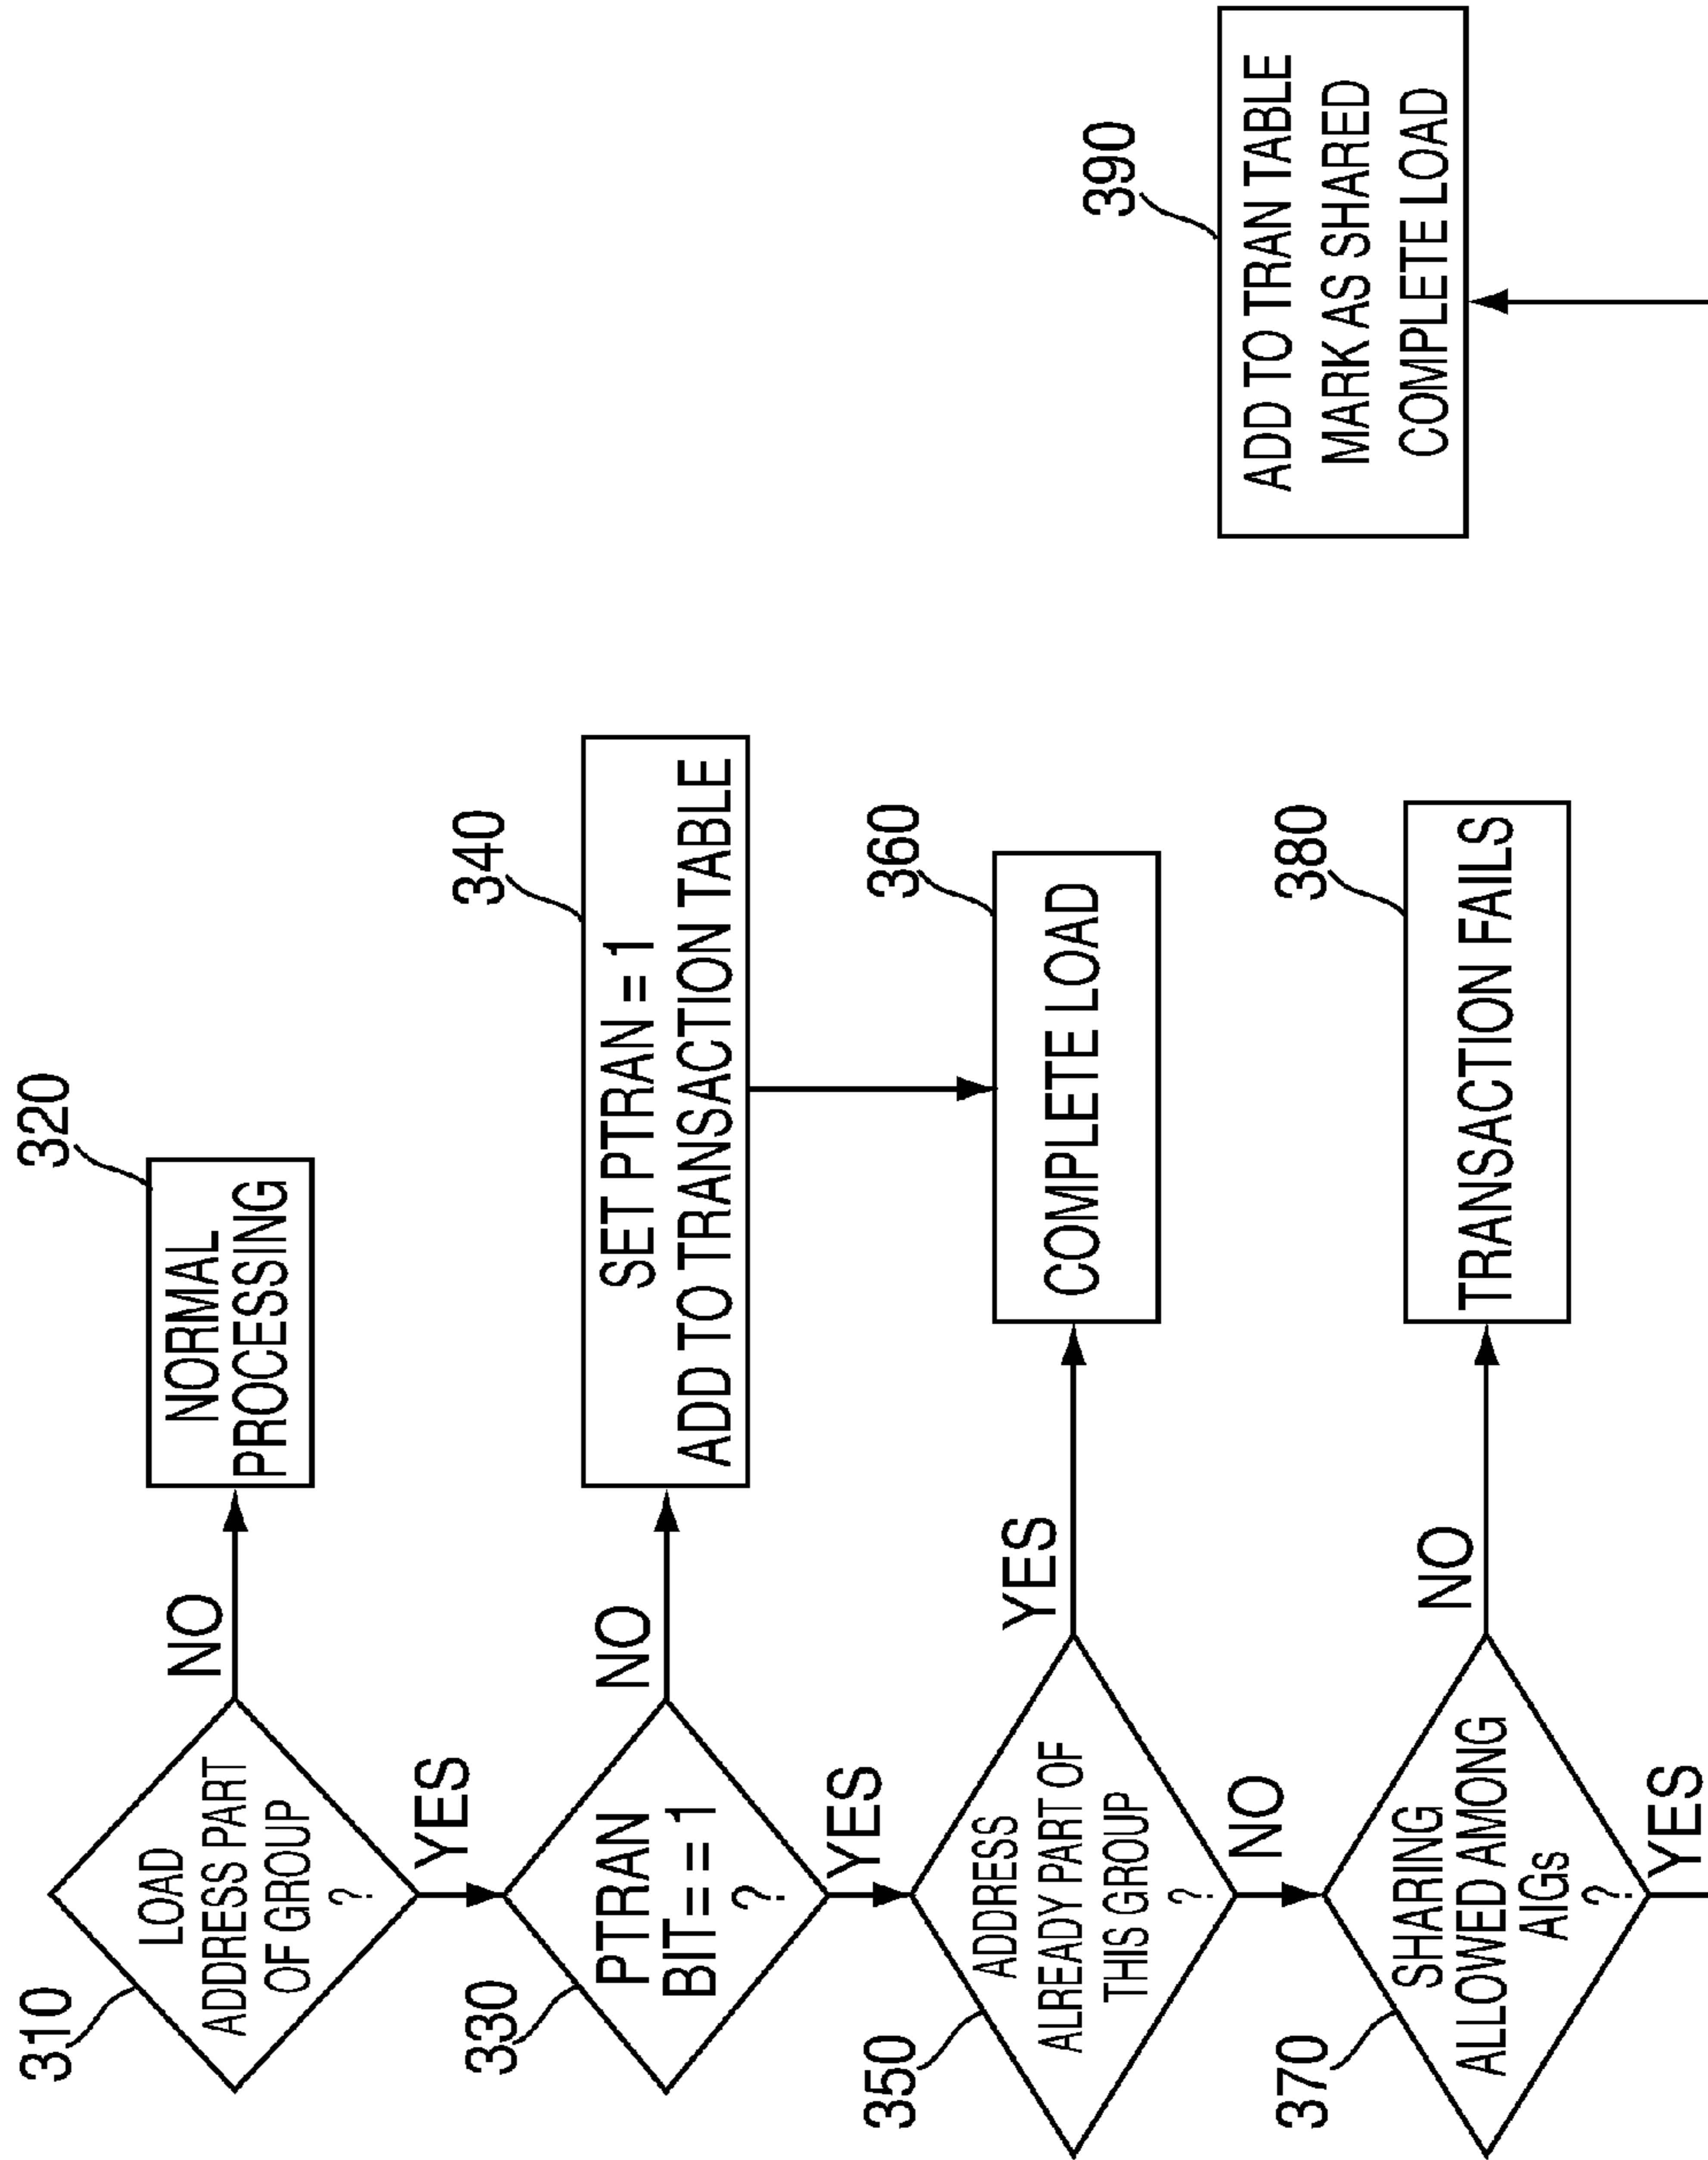 310
LOAD
ADDRESS PART
OF GROUP
?
NO
320
NORMAL
PROCESSING
YES
330
PTRAN
BIT==1
?
NO
340
SET PTRAN = 1
ADD TO TRANSACTION TABLE
YES
350
ADDRESS
ALREADY PART OF
THIS GROUP
?
YES
360
COMPLETE LOAD
NO
370
SHARING
ALLOWED AMONG
AIGs
?
NO
380
TRANSACTION FAILS
YES
390
ADD TO TRAN TABLE
MARK AS SHARED
COMPLETE LOAD